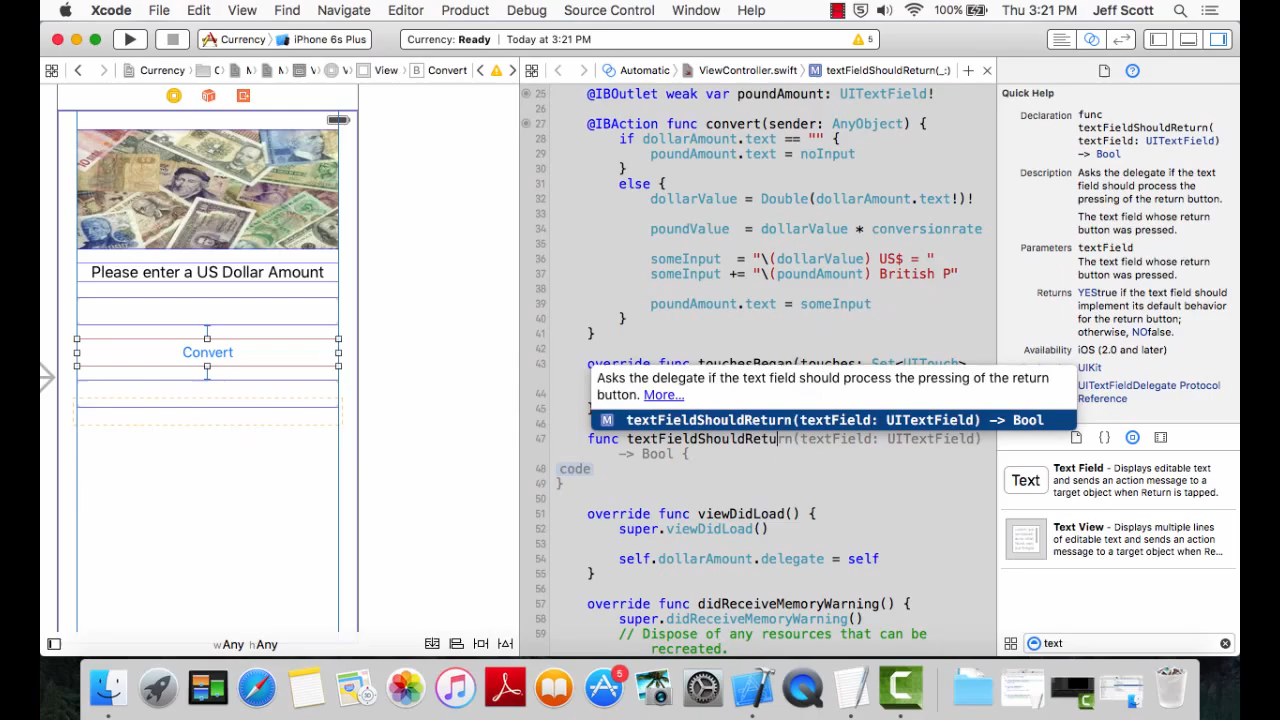 Xcode File Edit View Find Navigate Editor Product Debug Source Control Window Help 100% Thu 3:21 PM Jeff Scott
Currency iPhone 6s Plus Currency: Ready Today at 3:21 PM 5
Currency View Convert Automatic ViewController.swift textFieldShouldReturn(_:)
Please enter a US Dollar Amount
Convert
wAny hAny
25 @IBOutlet weak var poundAmount: UITextField!
26
27 @IBAction func convert(sender: AnyObject) {
28 if dollarAmount.text == "" {
29 poundAmount.text = noInput
30 }
31 else {
32 dollarValue = Double(dollarAmount.text!)!
33
34 poundValue = dollarValue * conversionrate
35
36 someInput = "\(dollarValue) US$ = "
37 someInput += "\(poundAmount) British P"
38
39 poundAmount.text = someInput
40 }
41 }
42
43 override func touchesBegan(touches: Set<UITouch>,
Asks the delegate if the text field should process the pressing of the return
button. More...
M textFieldShouldReturn(textField: UITextField) -> Bool
47 func textFieldShouldReturn(textField: UITextField)
-> Bool {
48 code
49 }
50
51 override func viewDidLoad() {
52 super.viewDidLoad()
53
54 self.dollarAmount.delegate = self
55 }
56
57 override func didReceiveMemoryWarning() {
58 super.didReceiveMemoryWarning()
59 // Dispose of any resources that can be
recreated.
Quick Help
Declaration func
textFieldShouldReturn(
textField: UITextField)
-> Bool
Description Asks the delegate if the text
field should process the
pressing of the return button.
The text field whose return
button was pressed.
Parameters textField
The text field whose return
button was pressed.
Returns YEStrue if the text field should
implement its default behavior
for the return button;
otherwise, NOfalse.
Availability iOS (2.0 and later)
UIKit
UITextFieldDelegate Protocol
Reference
Text Text Field - Displays editable text
and sends an action message to a
target object when Return is tapped.
Text View - Displays multiple lines
of editable text and sends an action
message to a target object when Re...
text
5